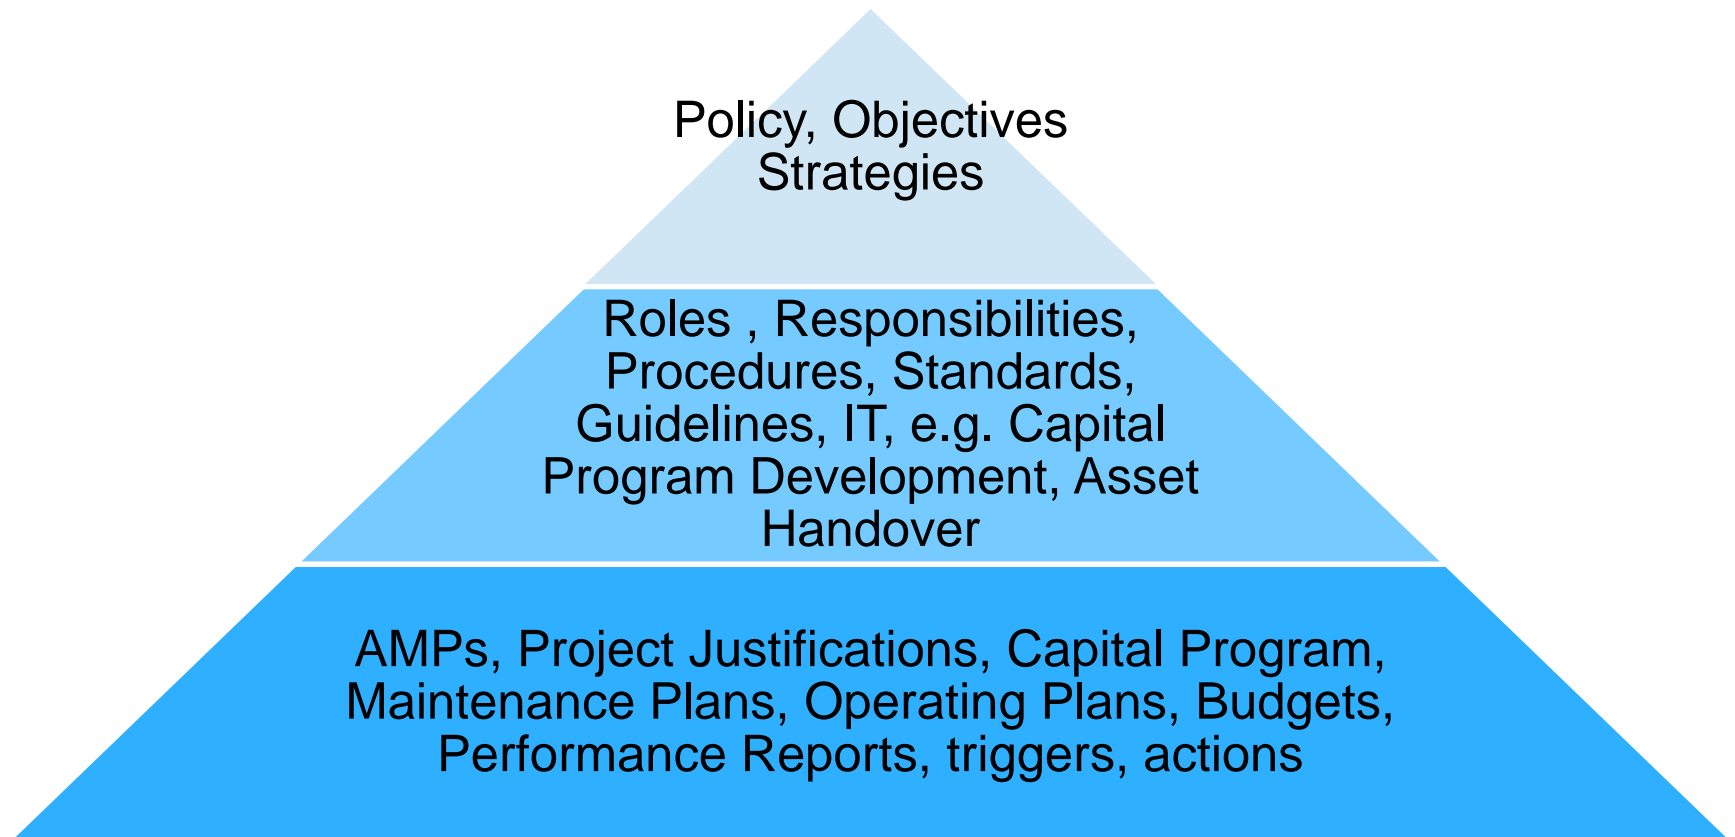 Policy, Objectives
Strategies
Roles , Responsibilities,
Procedures, Standards,
Guidelines, IT, e.g. Capital
Program Development, Asset
Handover
AMPs, Project Justifications, Capital Program,
Maintenance Plans, Operating Plans, Budgets,
Performance Reports, triggers, actions